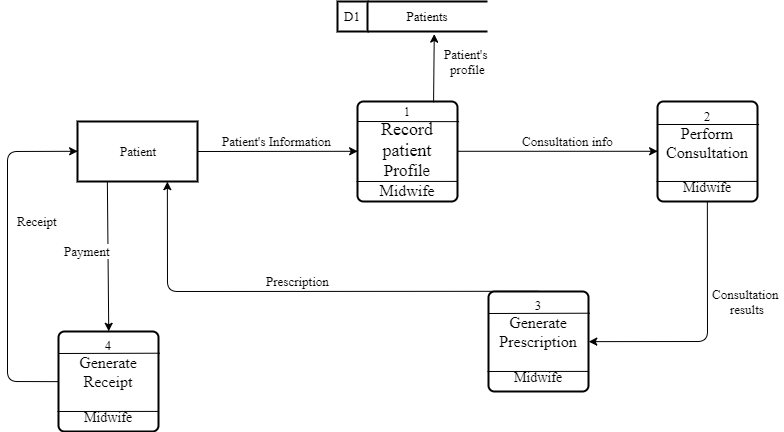 D1 Patients
Patient's
profile
1
Record
patient
Profile
Midwife
2
Perform
Consultation
Midwife
Patient
Patient's Information
Consultation info
Receipt
Payment
Prescription
3
Generate
Prescription
Midwife
Consultation
results
4
Generate
Receipt
Midwife